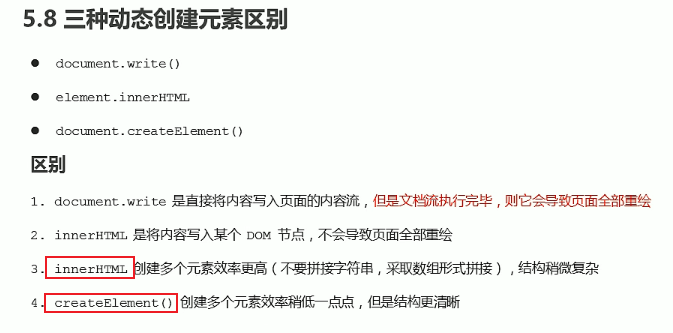 5.8 三种动态创建元素区别
● document.write()
● element.innerHTML
● document.createElement()
区别
1. document.write 是直接将内容写入页面的内容流，但是文档流执行完毕，则它会导致页面全部重绘
2. innerHTML 是将内容写入某个 DOM 节点，不会导致页面全部重绘
3. innerHTML 创建多个元素效率更高（不要拼接字符串，采取数组形式拼接），结构稍微复杂
4. createElement() 创建多个元素效率稍低一点点，但是结构更清晰